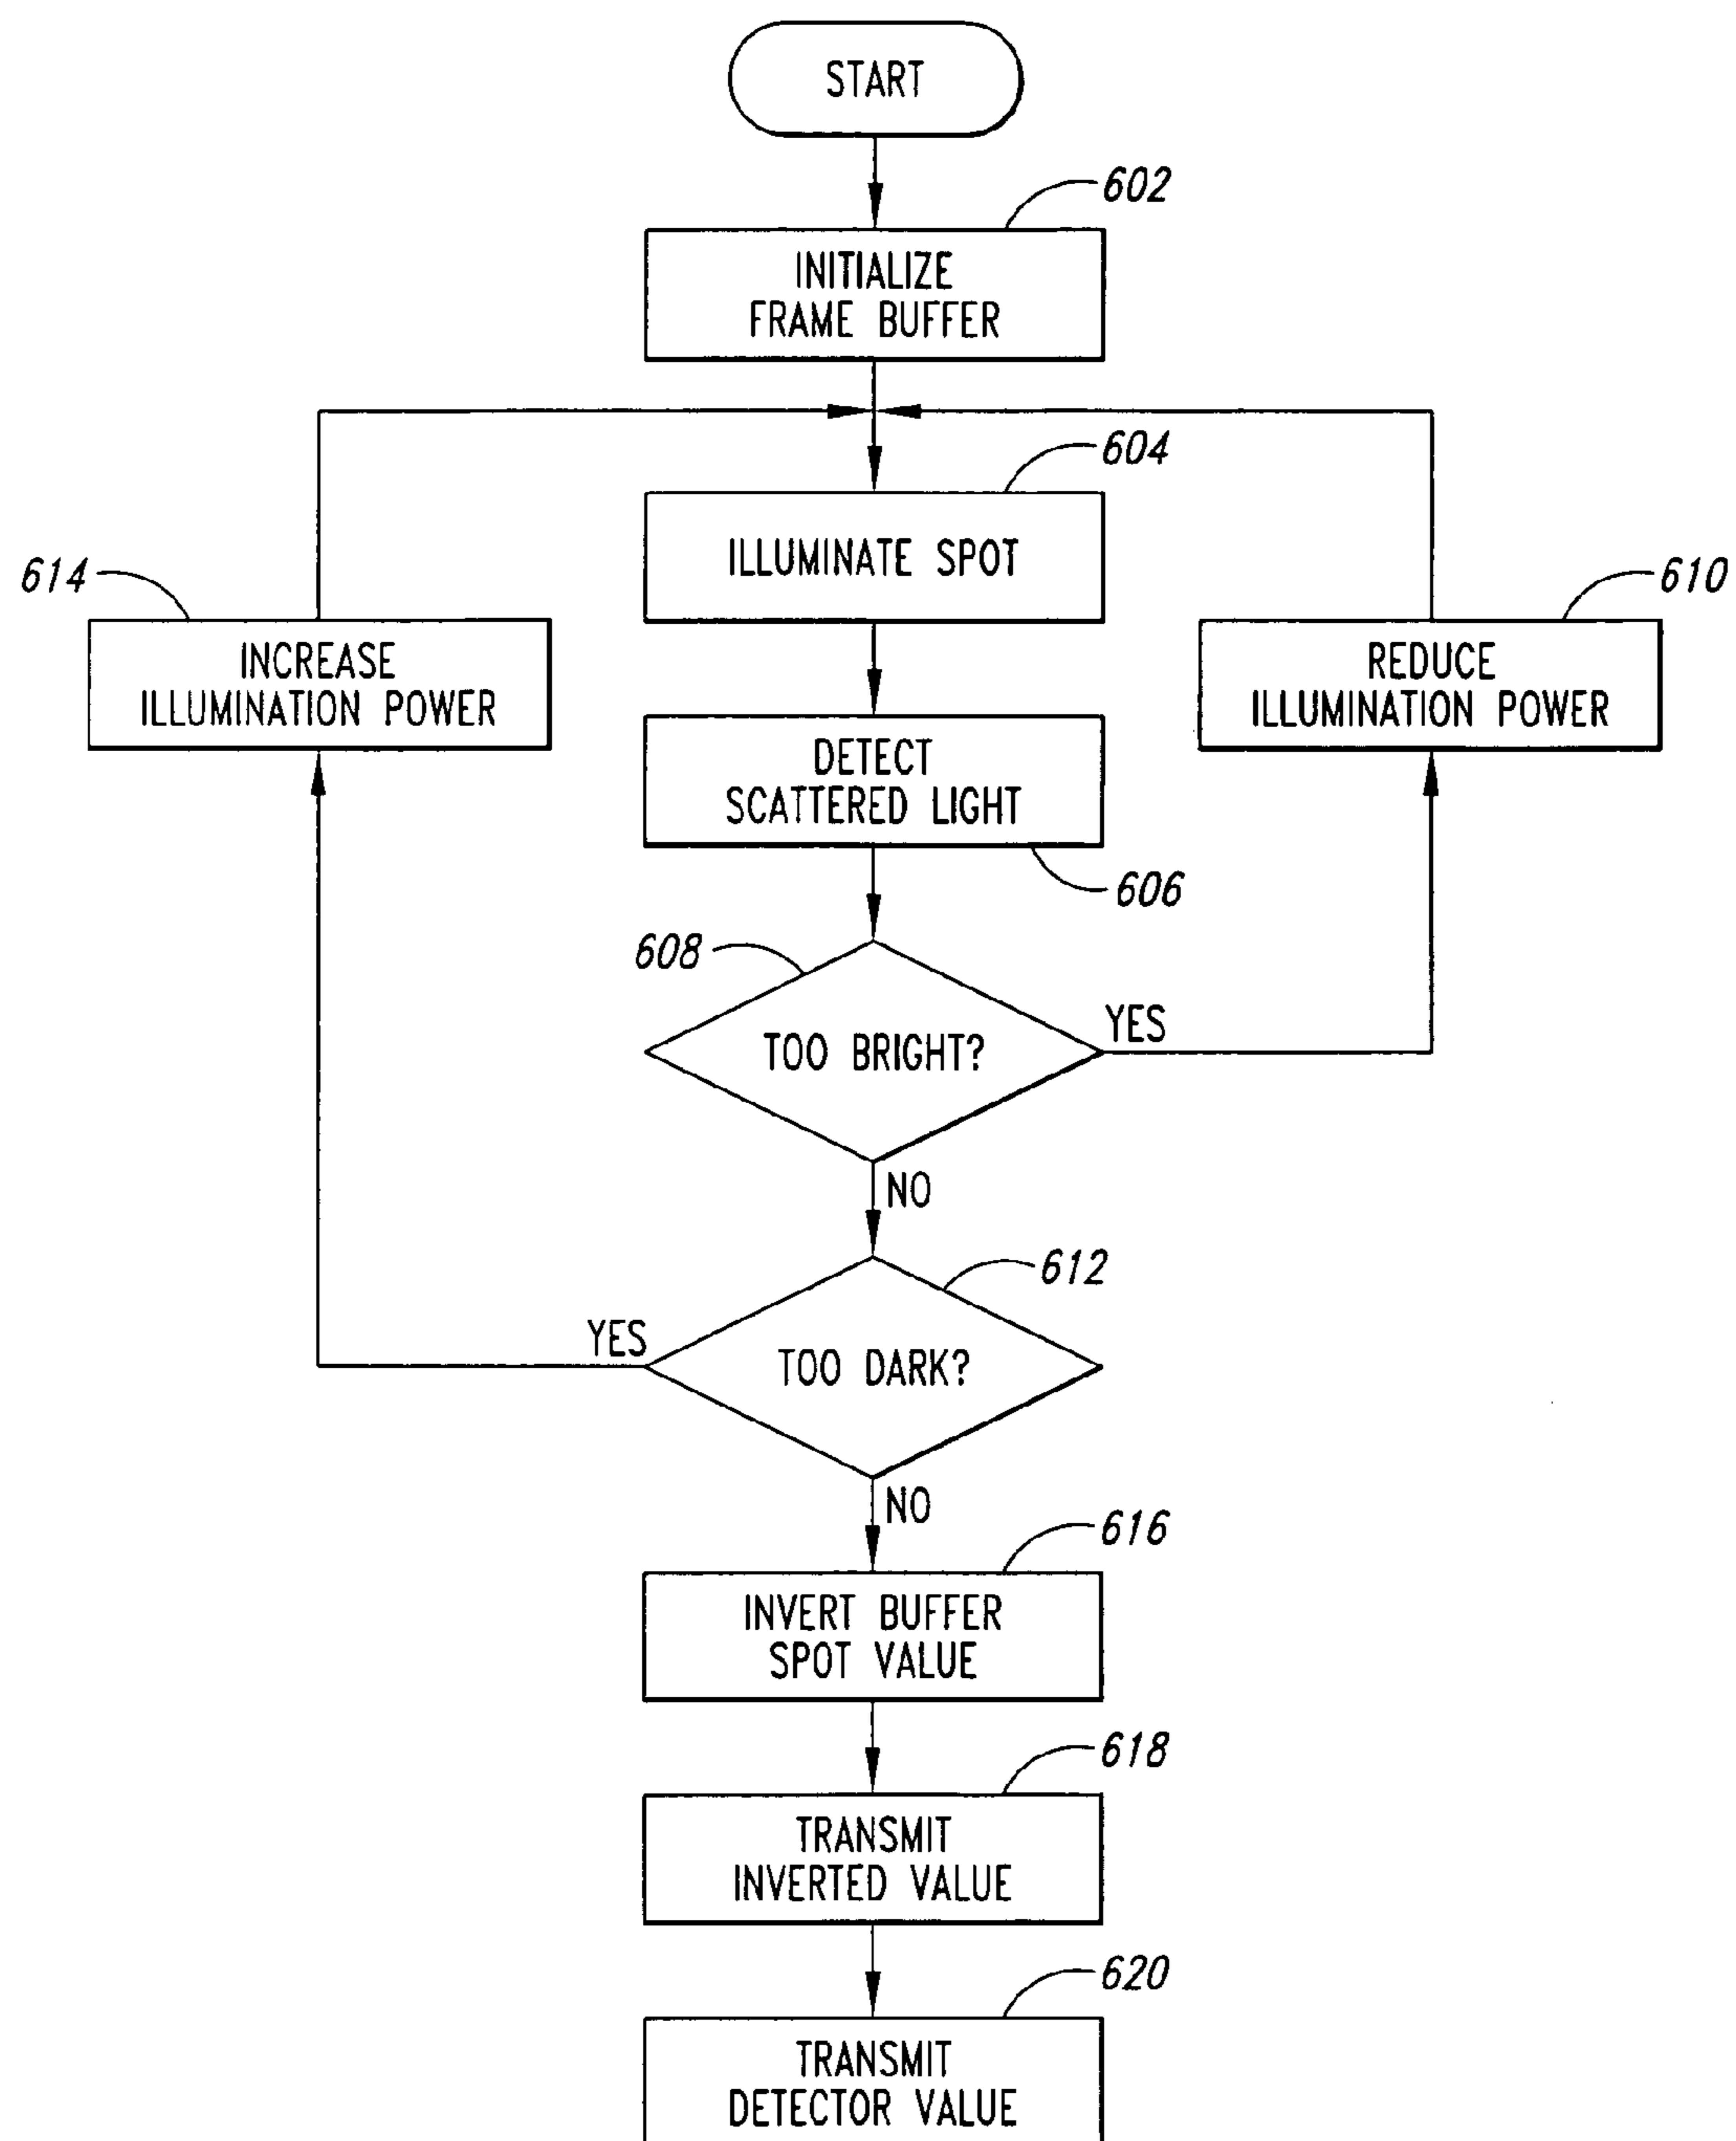 START
602
INITIALIZE
FRAME BUFFER
604
ILLUMINATE SPOT
614
INCREASE
ILLUMINATION POWER
610
REDUCE
ILLUMINATION POWER
DETECT
SCATTERED LIGHT
606
608
TOO BRIGHT?
YES
NO
612
YES
TOO DARK?
NO
616
INVERT BUFFER
SPOT VALUE
618
TRANSMIT
INVERTED VALUE
620
TRANSMIT
DETECTOR VALUE